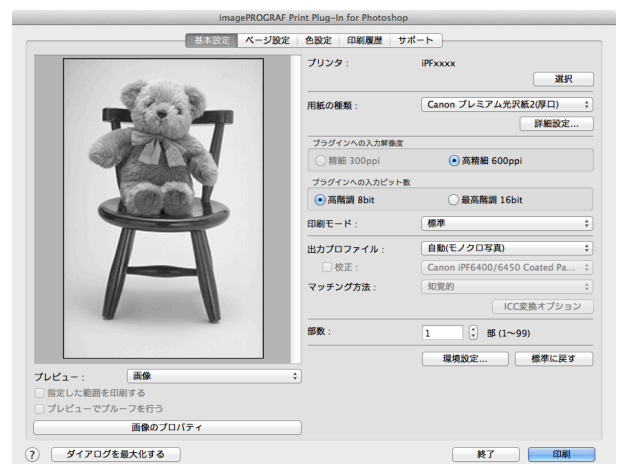 imagePROGRAF Print Plug-In for Photoshop
基本設定 ページ設定 色設定 印刷履歴 サポート
プリンタ： iPFxxxx
選択
用紙の種類： Canon プレミアム光沢紙2(厚口)
詳細設定...
プラグインへの入力解像度
精細 300ppi 高精細 600ppi
プラグインへの入力ビット数
高階調 8bit 最高階調 16bit
印刷モード： 標準
出力プロファイル： 自動(モノクロ写真)
校正： Canon iPF6400/6450 Coated Pa...
マッチング方法： 知覚的
ICC変換オプション
部数： 1 部 (1〜99)
環境設定... 標準に戻す
プレビュー： 画像
指定した範囲を印刷する
プレビューでプルーフを行う
画像のプロパティ
? ダイアログを最大化する 終了 印刷